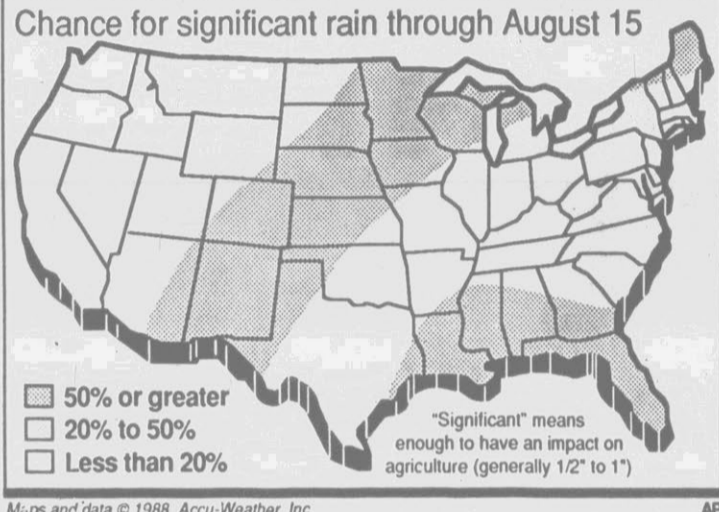 Chance for significant rain through August 15
50% or greater
20% to 50%
Less than 20%
"Significant" means
enough to have an impact on
agriculture (generally 1/2" to 1")
Maps and data © 1988, Accu-Weather, Inc.
AP